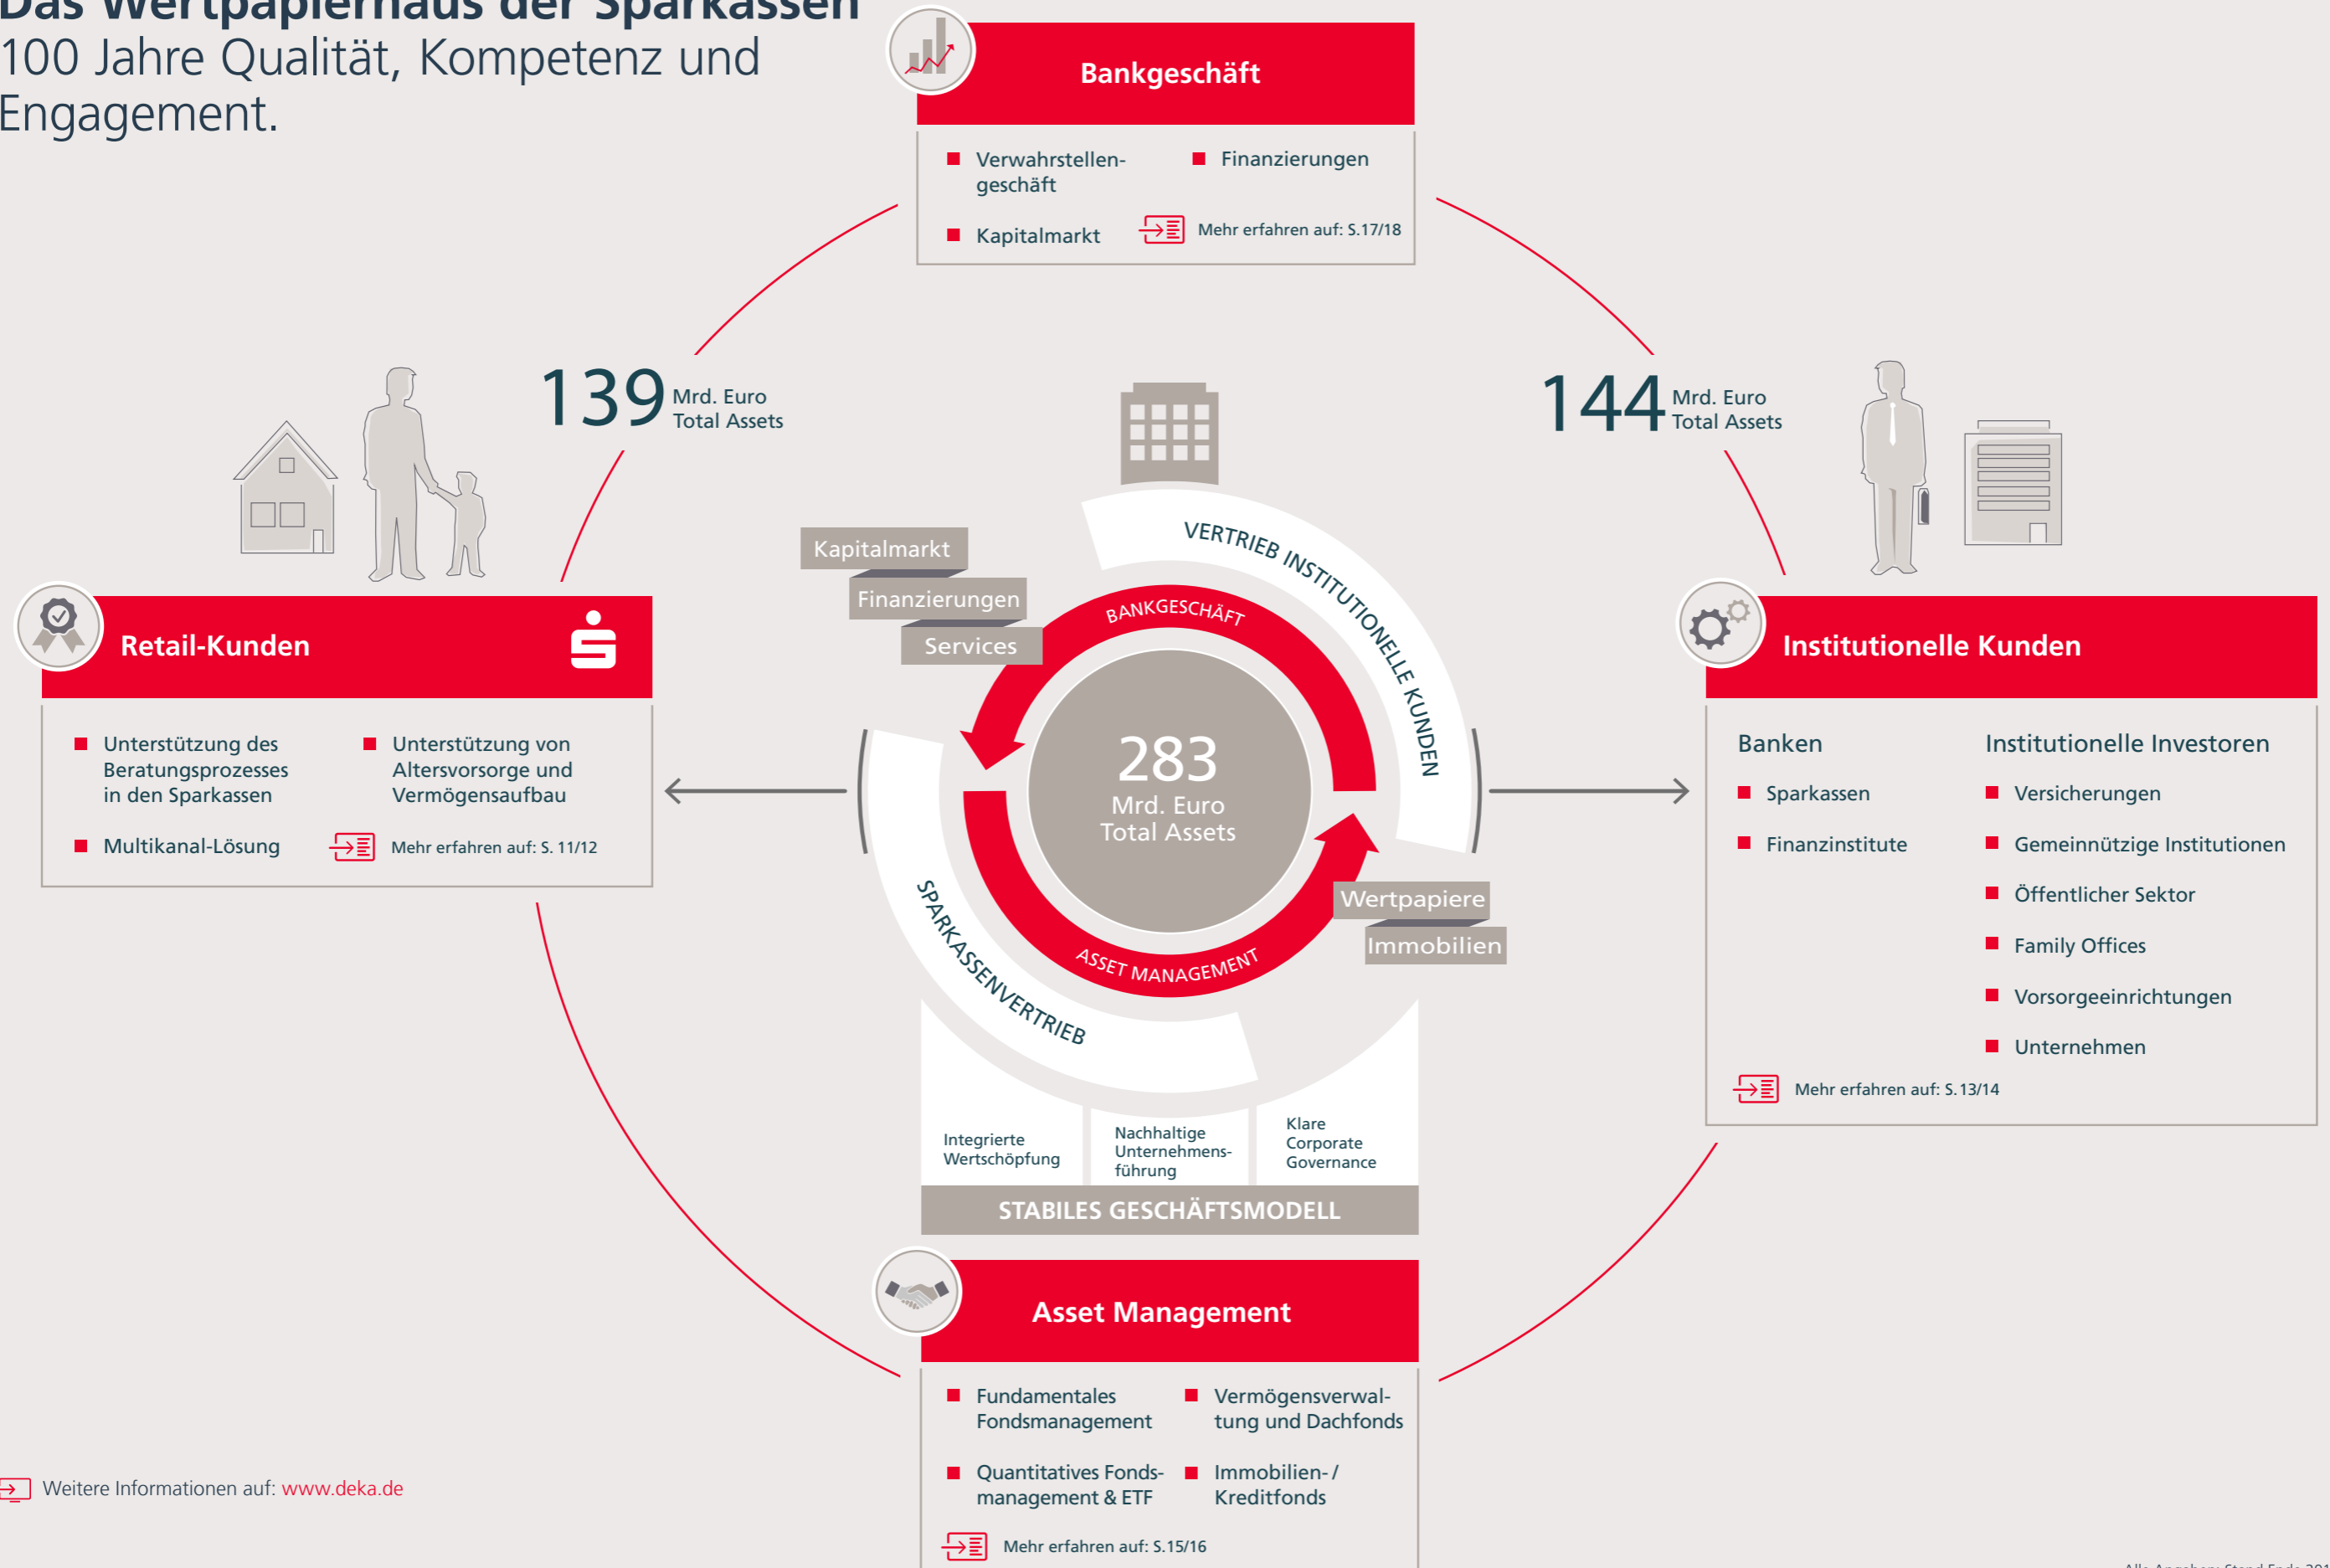 Das Wertpapierhaus der Sparkassen
100 Jahre Qualität, Kompetenz und
Engagement.
Bankgeschäft
Verwahrstellen-
geschäft
Kapitalmarkt
Finanzierungen
Mehr erfahren auf: S.17/18
139 Mrd. Euro
Total Assets
144 Mrd. Euro
Total Assets
Retail-Kunden
Unterstützung des
Beratungsprozesses
in den Sparkassen
Multikanal-Lösung
Unterstützung von
Altersvorsorge und
Vermögensaufbau
Mehr erfahren auf: S. 11/12
Kapitalmarkt
Finanzierungen
Services
VERTRIEB INSTITUTIONELLE KUNDEN
BANKGESCHÄFT
283
Mrd. Euro
Total Assets
ASSET MANAGEMENT
SPARKASSENVERTRIEB
Wertpapiere
Immobilien
Integrierte
Wertschöpfung
Nachhaltige
Unternehmens-
führung
Klare
Corporate
Governance
STABILES GESCHÄFTSMODELL
Institutionelle Kunden
Banken
Sparkassen
Finanzinstitute
Institutionelle Investoren
Versicherungen
Gemeinnützige Institutionen
Öffentlicher Sektor
Family Offices
Vorsorgeeinrichtungen
Unternehmen
Mehr erfahren auf: S.13/14
Asset Management
Fundamentales
Fondsmanagement
Quantitatives Fonds-
management & ETF
Vermögensverwal-
tung und Dachfonds
Immobilien- /
Kreditfonds
Mehr erfahren auf: S.15/16
Weitere Informationen auf: www.deka.de
Alle Angaben: Stand Ende